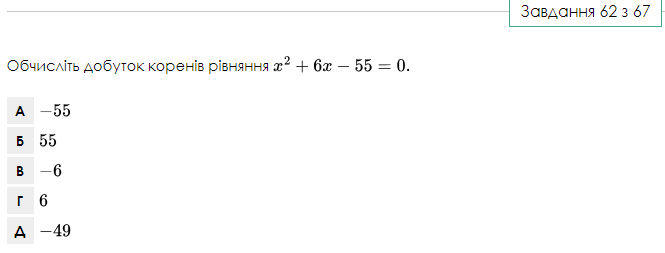 Завдання 62 з 67
Обчисліть добуток коренів рівняння x² + 6x − 55 = 0.
А −55
Б 55
В −6
Г 6
Д −49